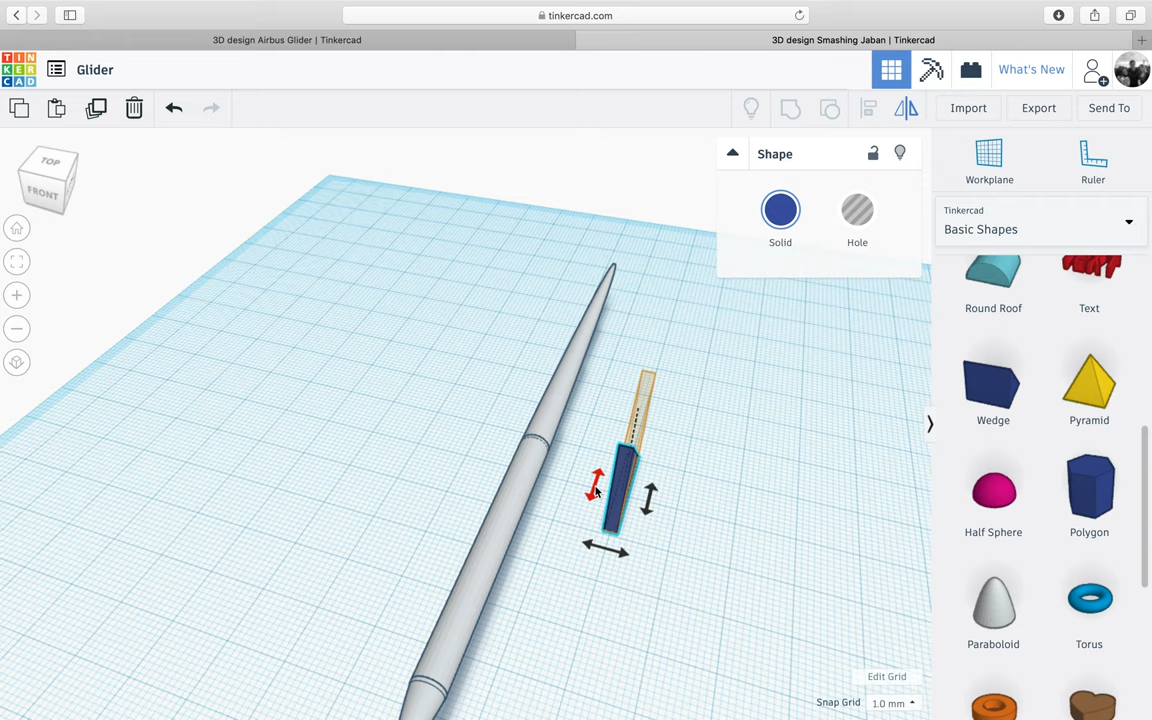 tinkercad.com
3D design Airbus Glider | Tinkercad
3D design Smashing Jaban | Tinkercad
TIN
KER
CAD
Glider
What's New
Import
Export
Send To
TOP
FRONT
Shape
Solid
Hole
Workplane
Ruler
Tinkercad
Basic Shapes
Round Roof
Text
Wedge
Pyramid
Half Sphere
Polygon
Paraboloid
Torus
Edit Grid
Snap Grid
1.0 mm